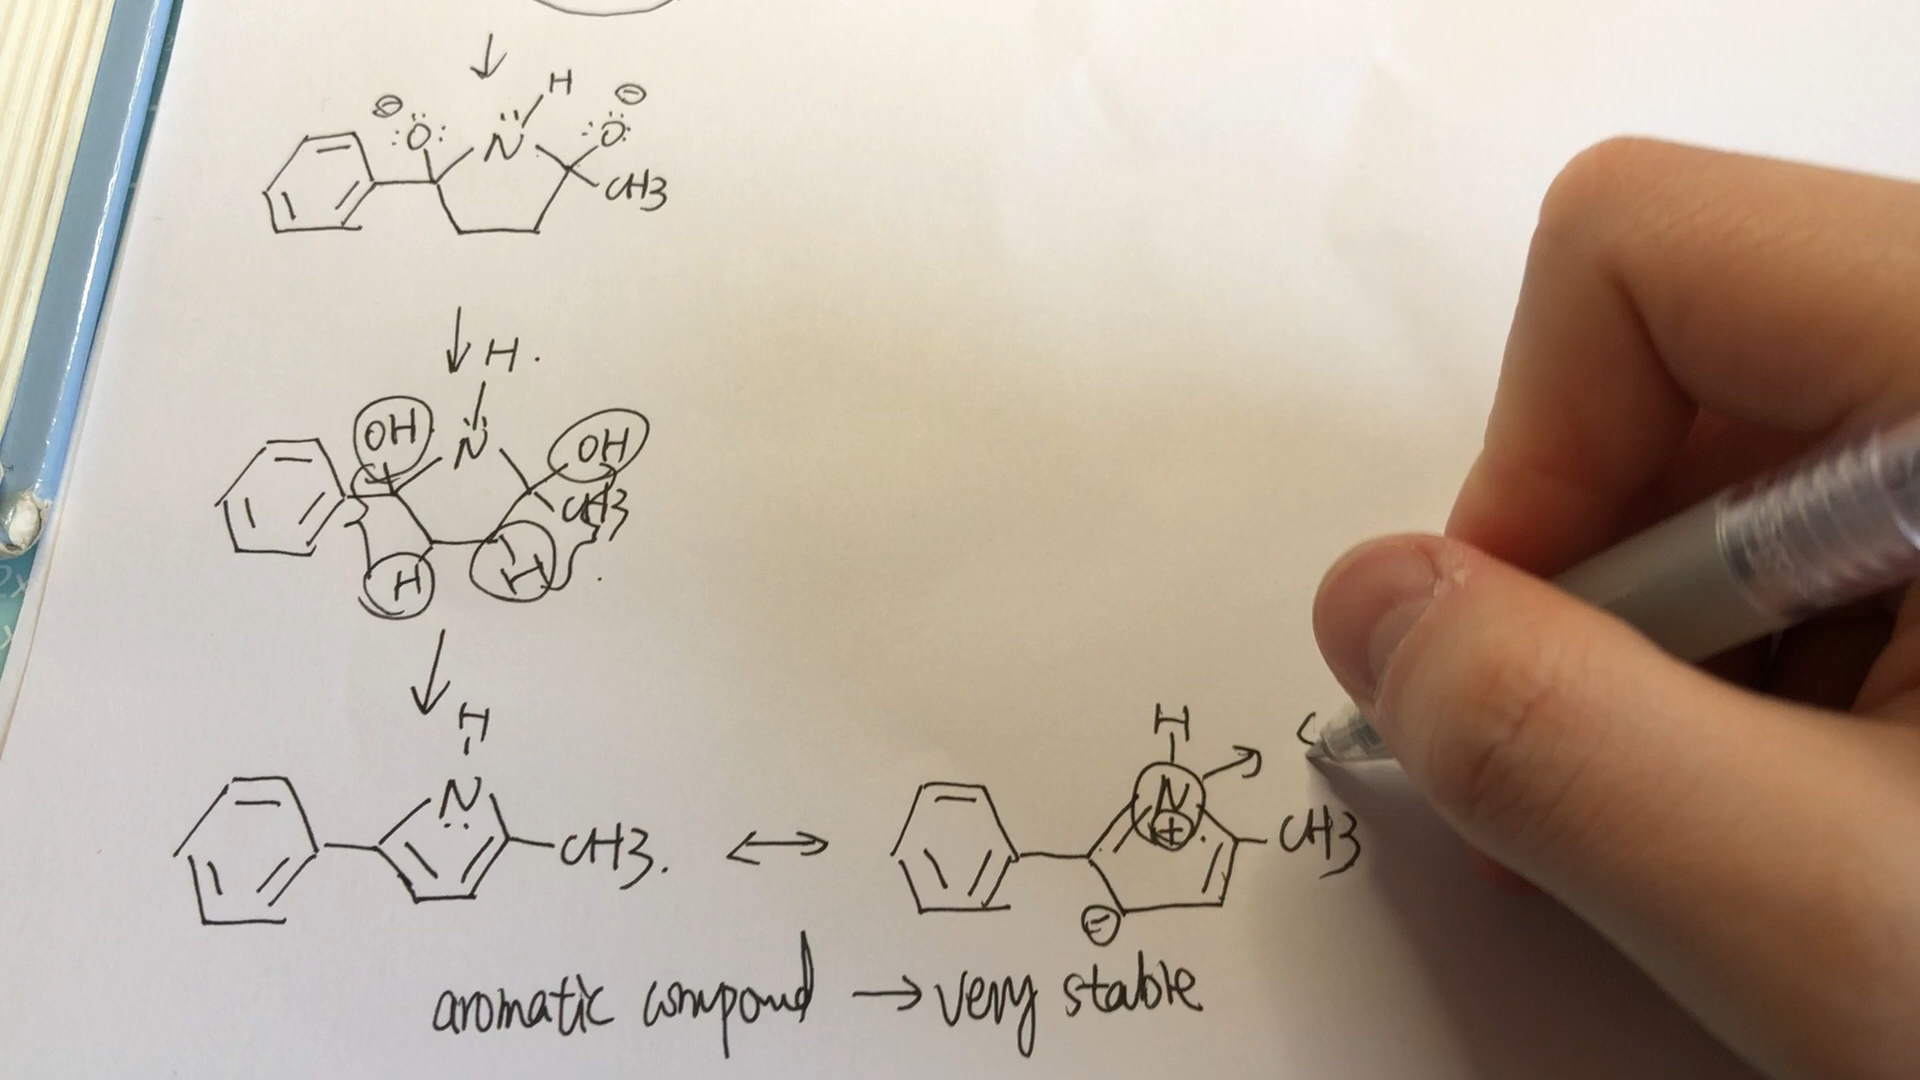 H
⊖ ⊖
:Ö: N̈ :Ö:
CH3
H.
OH N̈ OH
CH3
H H
H H
N N
⊕
CH3. CH3
⊖
aromatic compound → very stable